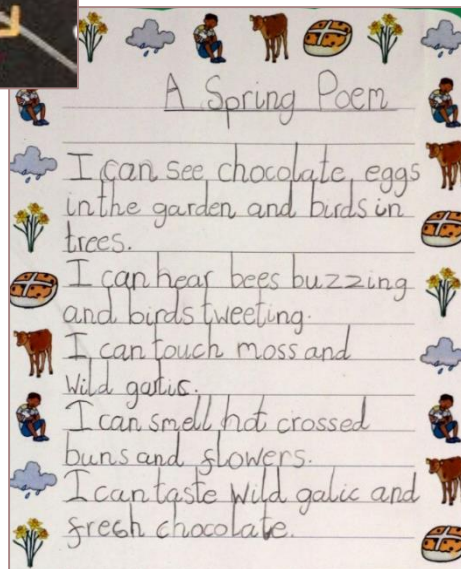 A Spring Poem
I can see chocolate eggs
in the garden and birds in
trees.
I can hear bees buzzing
and birds tweeting.
I can touch moss and
wild garlic.
I can smell hot crossed
buns and flowers.
I can taste wild galic and
fresh chocolate.